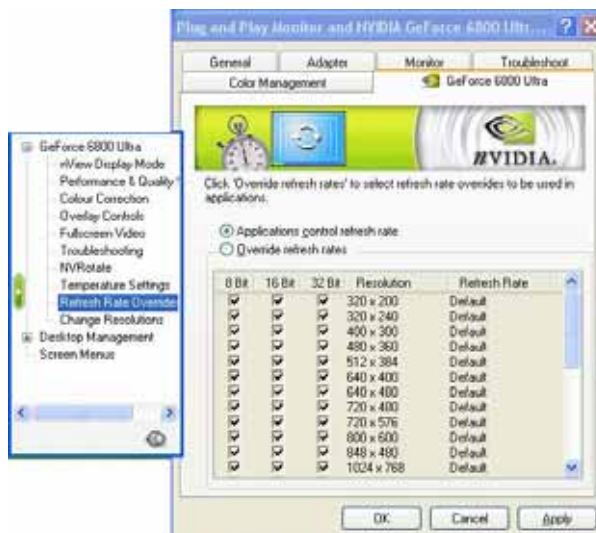 Plug and Play Monitor and NVIDIA GeForce 6800 Ultr...
General Adapter Monitor Troubleshoot
Color Management GeForce 6800 Ultra
NVIDIA.
Click 'Override refresh rates' to select refresh rate overrides to be used in
applications.
Applications control refresh rate
Override refresh rates
8 Bit 16 Bit 32 Bit Resolution Refresh Rate
320 x 200 Default
320 x 240 Default
400 x 300 Default
480 x 360 Default
512 x 384 Default
640 x 400 Default
640 x 480 Default
720 x 480 Default
720 x 576 Default
800 x 600 Default
848 x 480 Default
1024 x 768 Default
OK Cancel Apply
GeForce 6800 Ultra
nView Display Mode
Performance & Quality
Colour Correction
Overlay Controls
Fullscreen Video
Troubleshooting
NVRotate
Temperature Settings
Refresh Rate Override
Change Resolutions
Desktop Management
Screen Menus